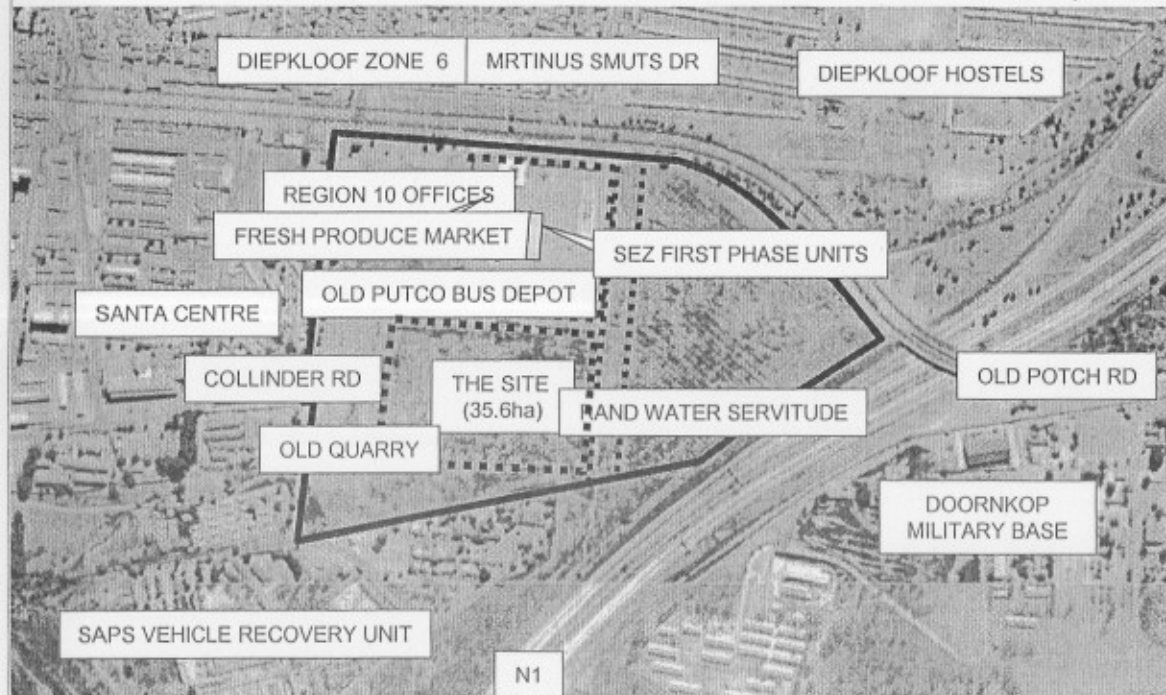 DIEPKLOOF ZONE 6
MRTINUS SMUTS DR
DIEPKLOOF HOSTELS
REGION 10 OFFICES
FRESH PRODUCE MARKET
SEZ FIRST PHASE UNITS
OLD PUTCO BUS DEPOT
SANTA CENTRE
COLLINDER RD
THE SITE
(35.6ha)
RAND WATER SERVITUDE
OLD POTCH RD
OLD QUARRY
DOORNKOP
MILITARY BASE
SAPS VEHICLE RECOVERY UNIT
N1